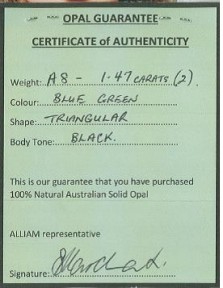 OPAL GUARANTEE
CERTIFICATE of AUTHENTICITY
Weight: A8 - 1.47 CARATS (2)
Colour: BLUE GREEN
Shape: TRIANGULAR
Body Tone: BLACK.
This is our guarantee that you have purchased
100% Natural Australian Solid Opal
ALLIAM representative
Signature: